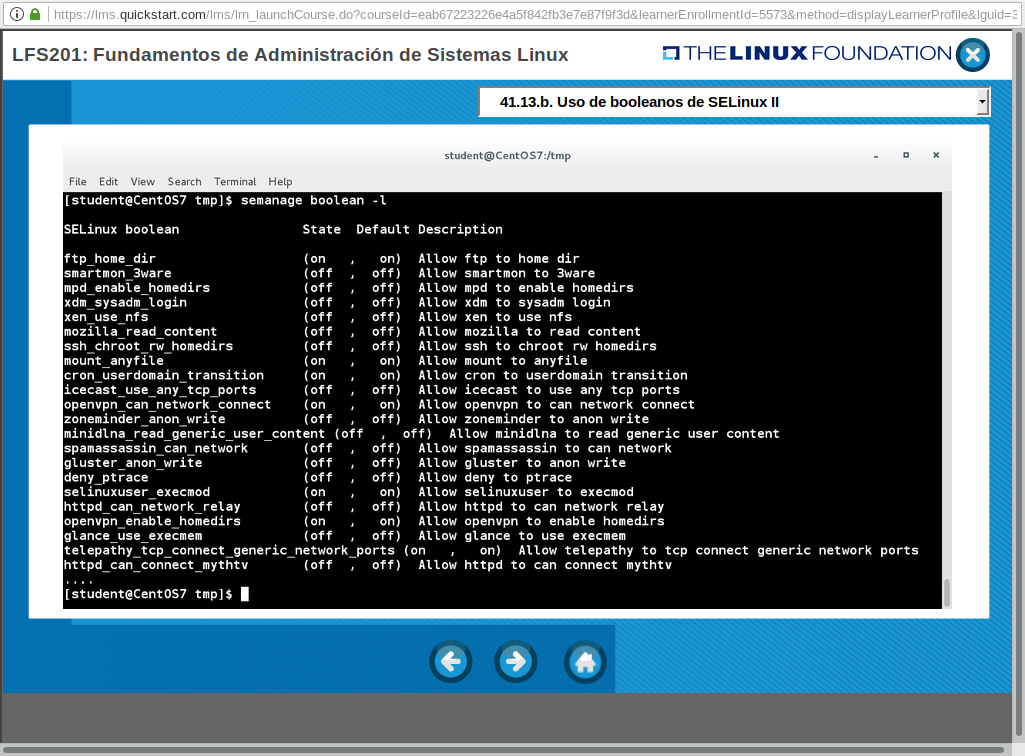 https://lms.quickstart.com/lms/lrn_launchCourse.do?courseId=eab67223226e4a5f842fb3e7e87f9f3d&learnerEnrollmentId=5573&method=displayLearnerProfile&lguid=3
LFS201: Fundamentos de Administración de Sistemas Linux
THE LINUX FOUNDATION
41.13.b. Uso de booleanos de SELinux II
student@CentOS7:/tmp
File Edit View Search Terminal Help
[student@CentOS7 tmp]$ semanage boolean -l
SELinux boolean State Default Description
ftp_home_dir (on , on) Allow ftp to home dir
smartmon_3ware (off , off) Allow smartmon to 3ware
mpd_enable_homedirs (off , off) Allow mpd to enable homedirs
xdm_sysadm_login (off , off) Allow xdm to sysadm login
xen_use_nfs (off , off) Allow xen to use nfs
mozilla_read_content (off , off) Allow mozilla to read content
ssh_chroot_rw_homedirs (off , off) Allow ssh to chroot rw homedirs
mount_anyfile (on , on) Allow mount to anyfile
cron_userdomain_transition (on , on) Allow cron to userdomain transition
icecast_use_any_tcp_ports (off , off) Allow icecast to use any tcp ports
openvpn_can_network_connect (on , on) Allow openvpn to can network connect
zoneminder_anon_write (off , off) Allow zoneminder to anon write
minidlna_read_generic_user_content (off , off) Allow minidlna to read generic user content
spamassassin_can_network (off , off) Allow spamassassin to can network
gluster_anon_write (off , off) Allow gluster to anon write
deny_ptrace (off , off) Allow deny to ptrace
selinuxuser_execmod (on , on) Allow selinuxuser to execmod
httpd_can_network_relay (off , off) Allow httpd to can network relay
openvpn_enable_homedirs (on , on) Allow openvpn to enable homedirs
glance_use_execmem (off , off) Allow glance to use execmem
telepathy_tcp_connect_generic_network_ports (on , on) Allow telepathy to tcp connect generic network ports
httpd_can_connect_mythtv (off , off) Allow httpd to can connect mythtv
....
[student@CentOS7 tmp]$